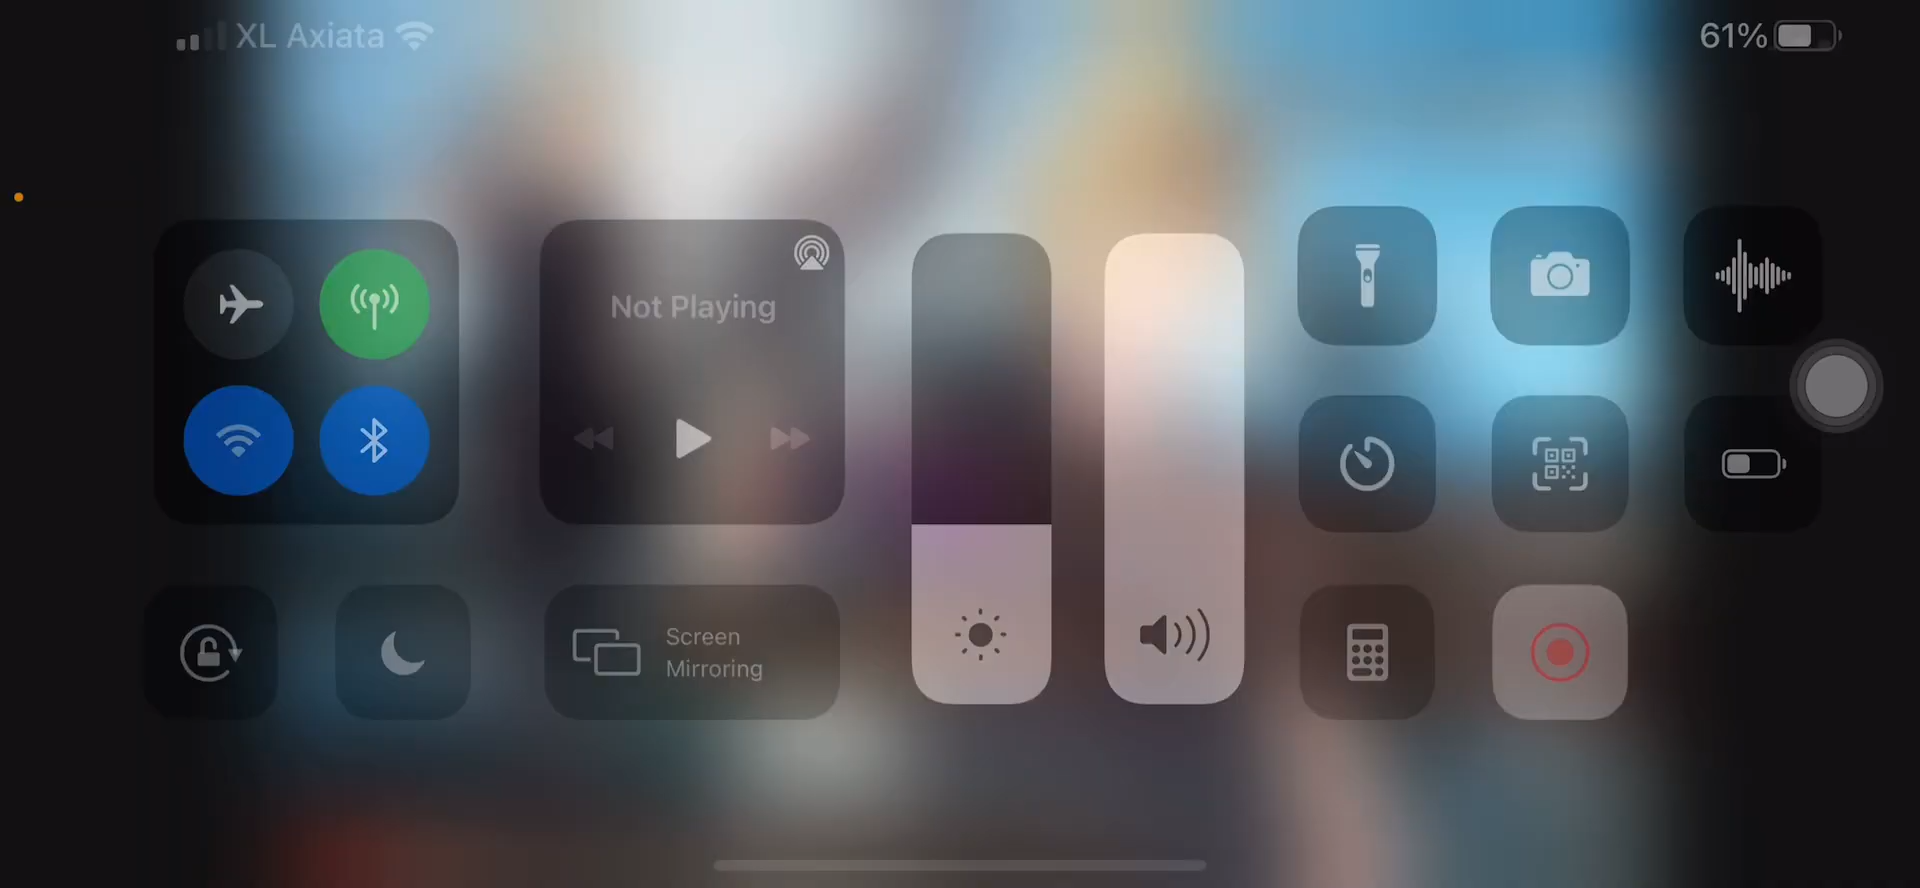 XL Axiata
61%
Not Playing
Screen
Mirroring